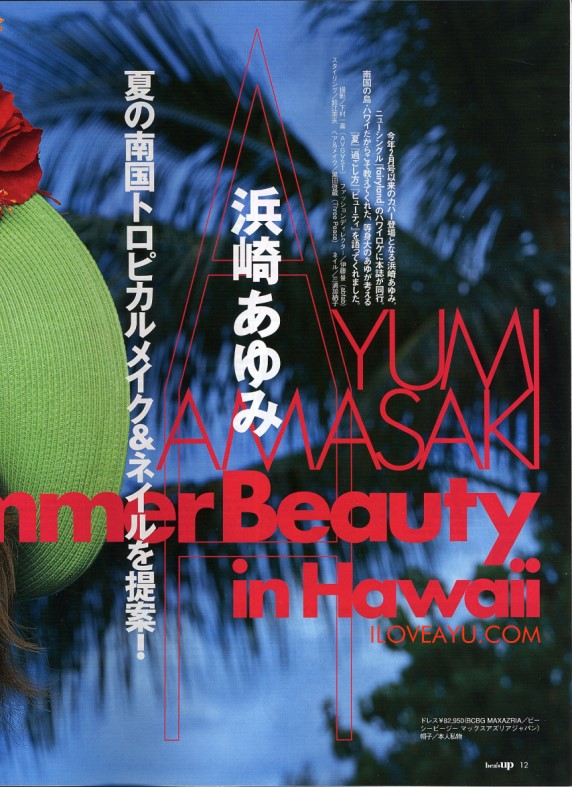 今年2月号以来のカバー登場となる浜崎あゆみ。
ニューシングル「fairyland」のハワイロケに本誌が同行。
南国の島・ハワイだからこそ教えてくれた、等身大のあゆが考える
「夏」「過ごし方」「ビューティ」を語ってくれました。
浜崎あゆみ
夏の南国トロピカルメイク&ネイルを提案!
A
YUMI
AMASAKI
mmer Beauty
in Hawaii
ILOVEAYU.COM
ドレス¥82,950(BCBG MAXAZRIA/ビー
シービージー マックスアズリアジャパン)
帽子/本人私物
bea's up 12